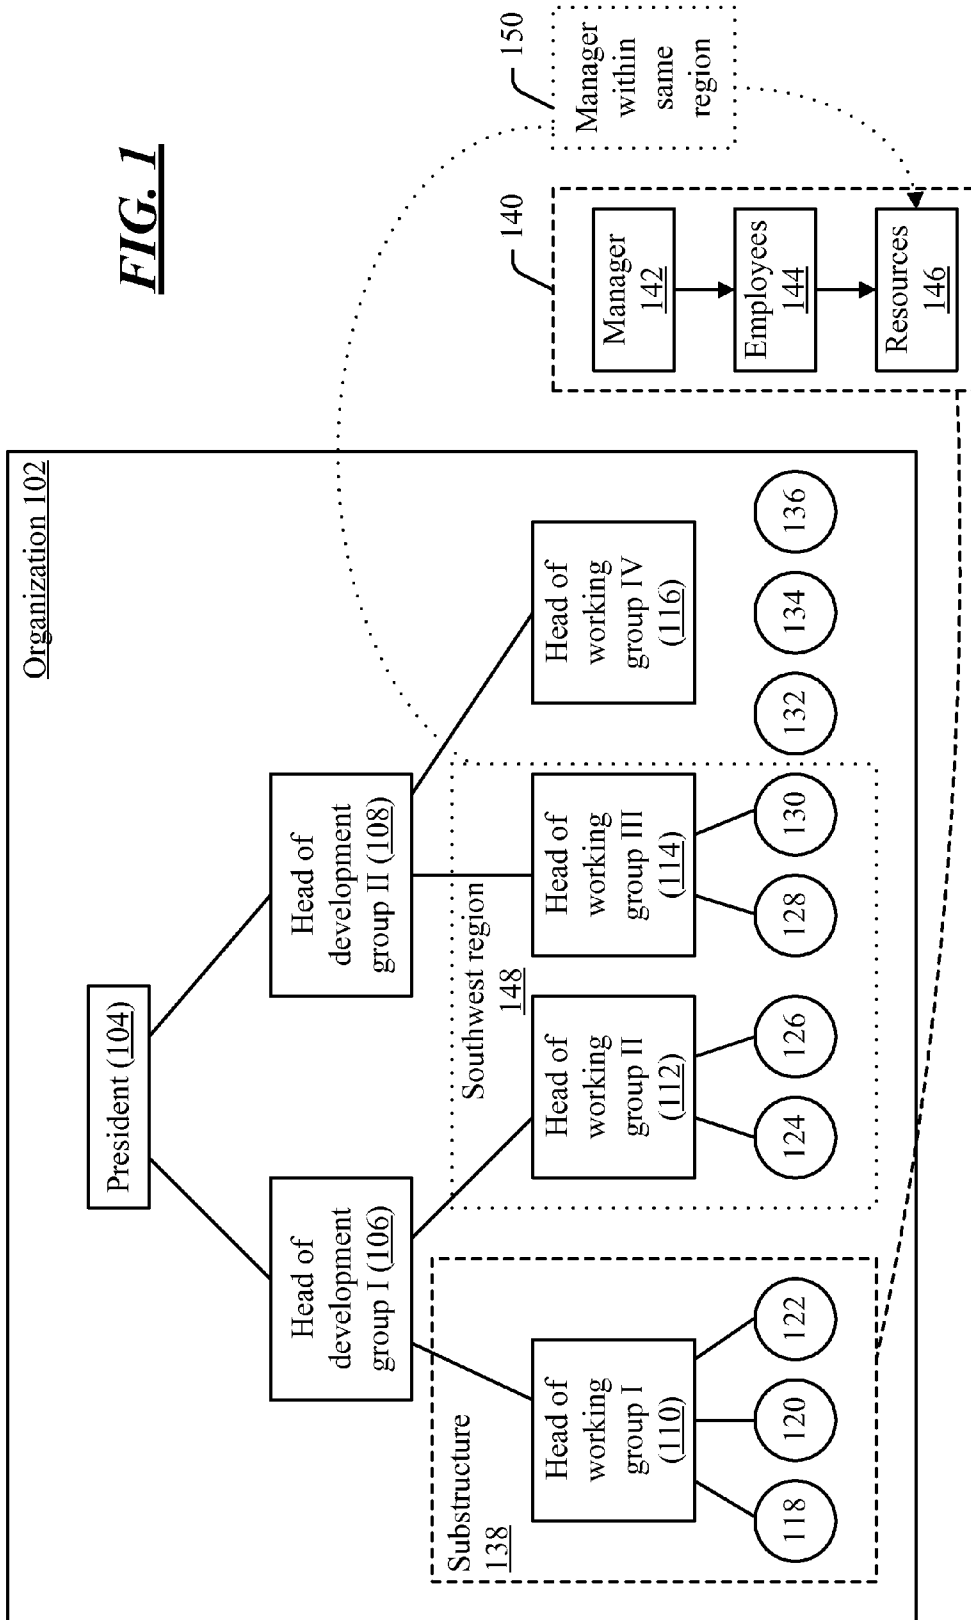 FIG. 1
Organization 102
President (104)
Head of
development
group I (106)
Head of
development
group II (108)
Substructure
138
Head of
working
group I
(110)
Southwest region
148
Head of
working
group II
(112)
Head of
working
group III
(114)
Head of
working
group IV
(116)
118
120
122
124
126
128
130
132
134
136
140
Manager
142
Employees
144
Resources
146
150
Manager
within
same
region